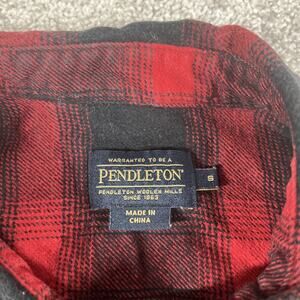 WARRANTED TO BE A
PENDLETON®
PENDLETON WOOLEN MILLS
SINCE 1863
S
MADE IN
CHINA